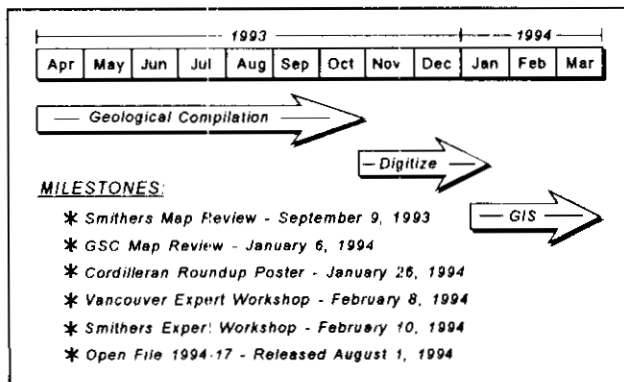 1993 1994
Apr May Jun Jul Aug Sep Oct Nov Dec Jan Feb Mar
Geological Compilation
Digitize
MILESTONES:
GIS
* Smithers Map Review - September 9, 1993
* GSC Map Review - January 6, 1994
* Cordilleran Roundup Poster - January 26, 1994
* Vancouver Expert Workshop - February 8, 1994
* Smithers Expert Workshop - February 10, 1994
* Open File 1994-17 - Released August 1, 1994